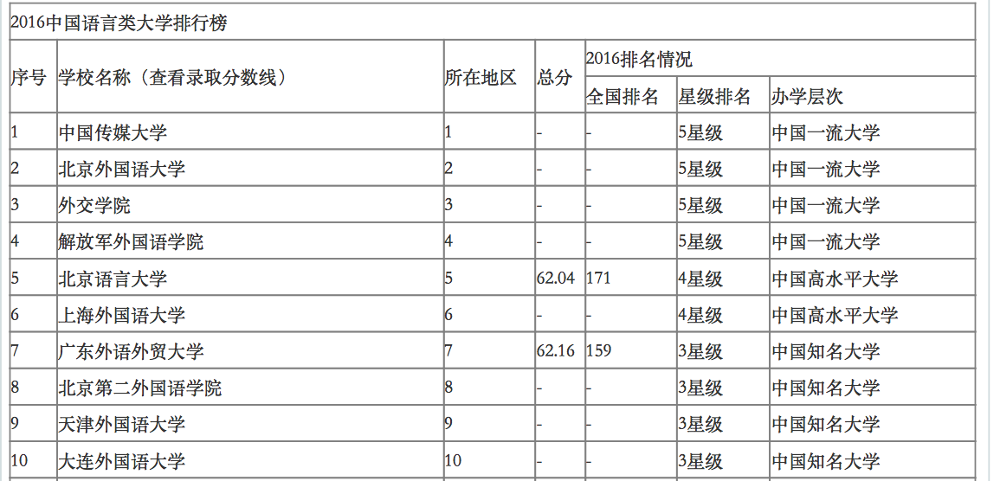 2016中国语言类大学排行榜
序号 学校名称（查看录取分数线） 所在地区 总分 2016排名情况
全国排名 星级排名 办学层次
1 中国传媒大学 1 - - 5星级 中国一流大学
2 北京外国语大学 2 - - 5星级 中国一流大学
3 外交学院 3 - - 5星级 中国一流大学
4 解放军外国语学院 4 - - 5星级 中国一流大学
5 北京语言大学 5 62.04 171 4星级 中国高水平大学
6 上海外国语大学 6 - - 4星级 中国高水平大学
7 广东外语外贸大学 7 62.16 159 3星级 中国知名大学
8 北京第二外国语学院 8 - - 3星级 中国知名大学
9 天津外国语大学 9 - - 3星级 中国知名大学
10 大连外国语大学 10 - - 3星级 中国知名大学